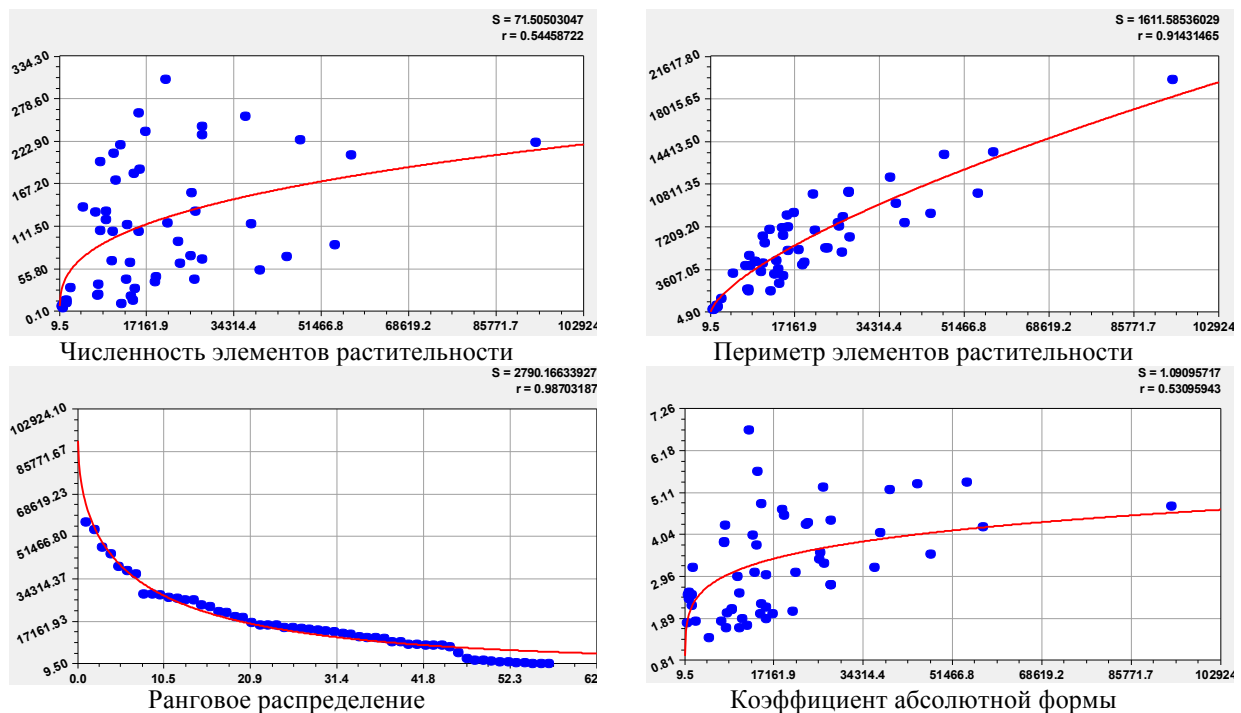 S = 71.50503047
r = 0.54458722
334.30
278.60
222.90
167.20
111.50
55.80
0.10
9.5 17161.9 34314.4 51466.8 68619.2 85771.7 102924
Численность элементов растительности
S = 1611.58536029
r = 0.91431465
21617.80
18015.65
14413.50
10811.35
7209.20
3607.05
4.90
9.5 17161.9 34314.4 51466.8 68619.2 85771.7 102924
Периметр элементов растительности
S = 2790.16633927
r = 0.98703187
102924.10
85771.67
68619.23
51466.80
34314.37
17161.93
9.50
0.0 10.5 20.9 31.4 41.8 52.3 62
Ранговое распределение
S = 1.09095717
r = 0.53095943
7.26
6.18
5.11
4.04
2.96
1.89
0.81
9.5 17161.9 34314.4 51466.8 68619.2 85771.7 102924
Коэффициент абсолютной формы